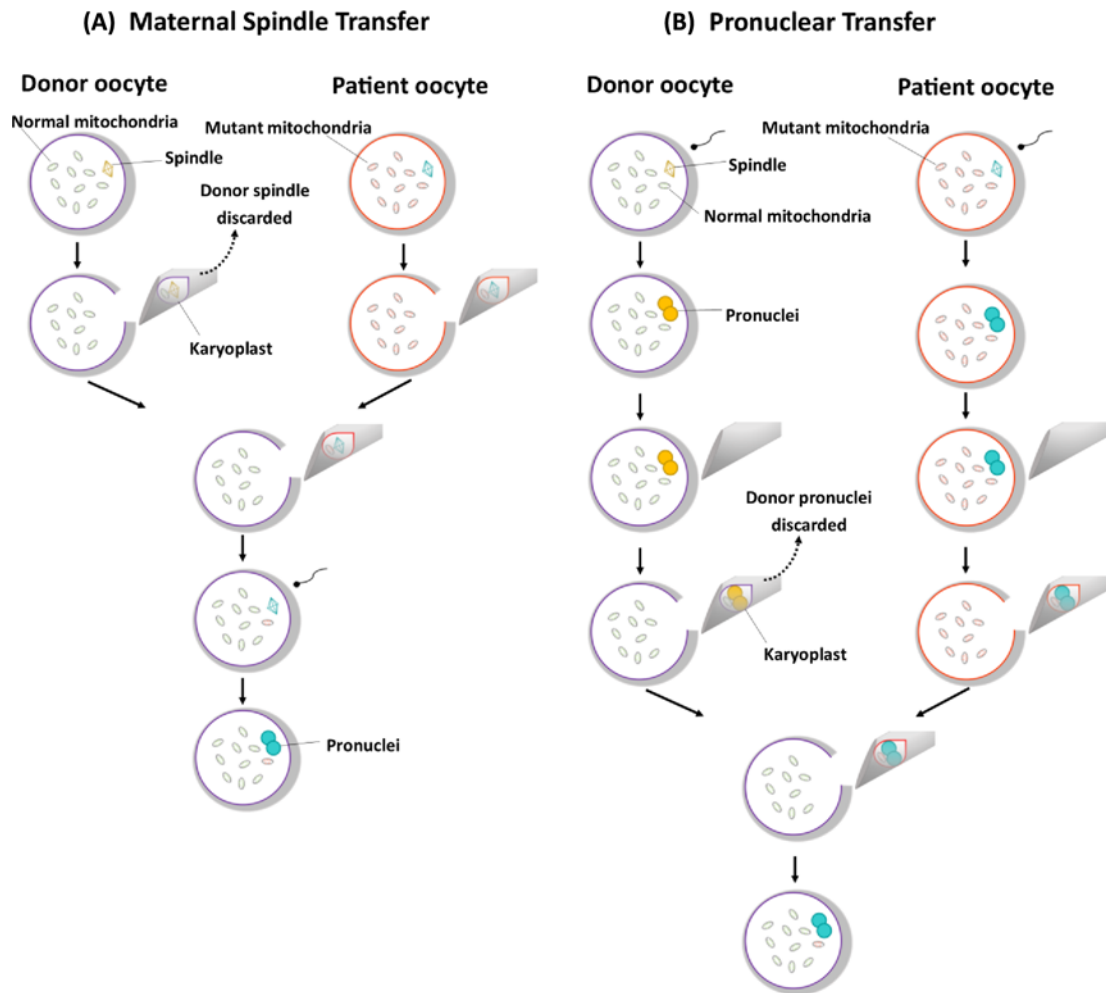 (A) Maternal Spindle Transfer
Donor oocyte
Patient oocyte
Normal mitochondria
Mutant mitochondria
Spindle
Donor spindle
discarded
Karyoplast
Pronuclei
(B) Pronuclear Transfer
Donor oocyte
Patient oocyte
Mutant mitochondria
Spindle
Normal mitochondria
Pronuclei
Donor pronuclei
discarded
Karyoplast